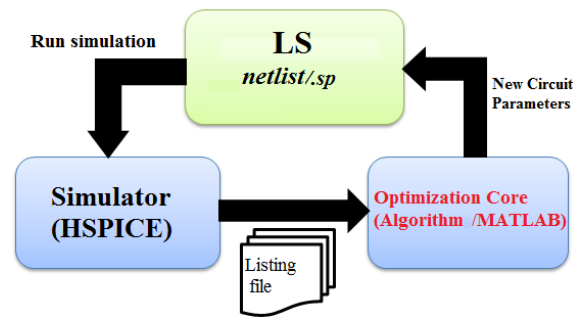 Run simulation
LS
netlist/.sp
New Circuit
Parameters
Simulator
(HSPICE)
Optimization Core
(Algorithm /MATLAB)
Listing
file